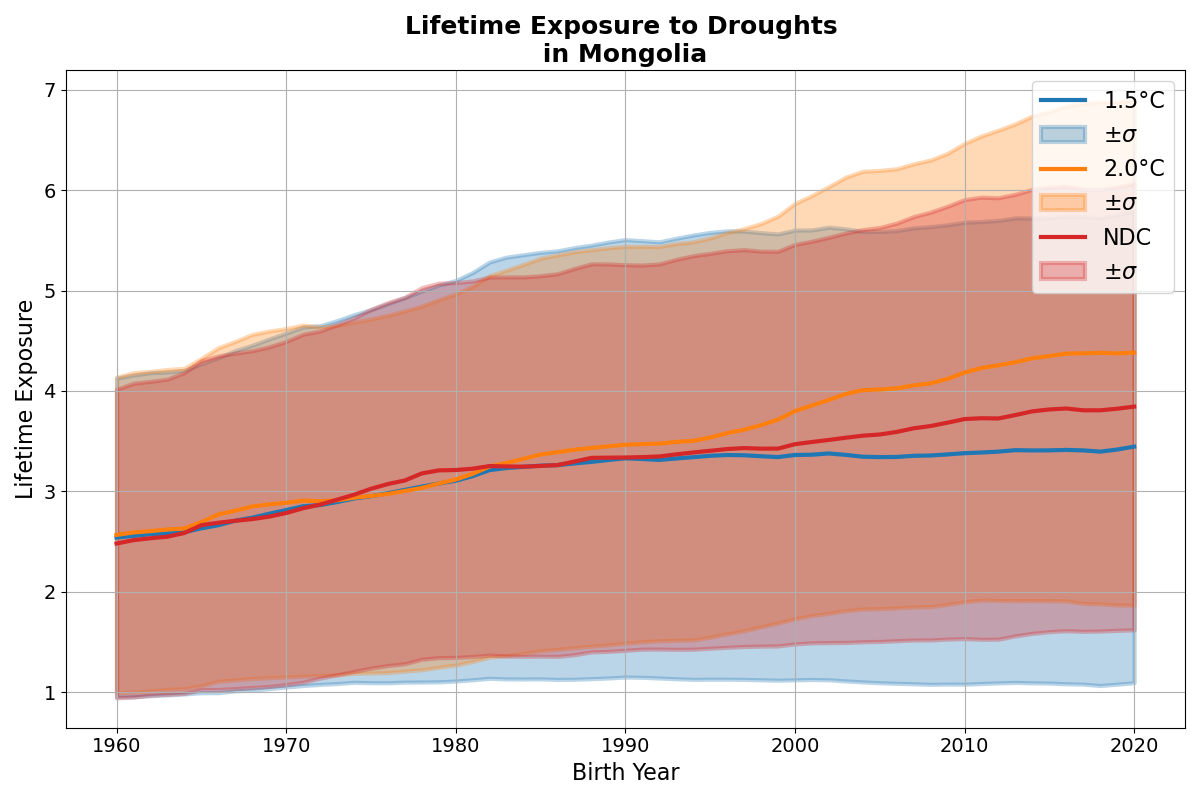 Lifetime Exposure to Droughts
in Mongolia
7
6
5
4
3
2
1
Lifetime Exposure
1960
1970
1980
1990
2000
2010
2020
Birth Year
1.5°C
±σ
2.0°C
±σ
NDC
±σ